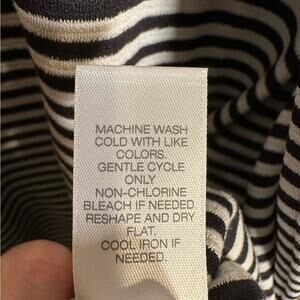 MACHINE WASH
COLD WITH LIKE
COLORS.
GENTLE CYCLE
ONLY
NON-CHLORINE
BLEACH IF NEEDED.
RESHAPE AND DRY
FLAT.
COOL IRON IF
NEEDED.